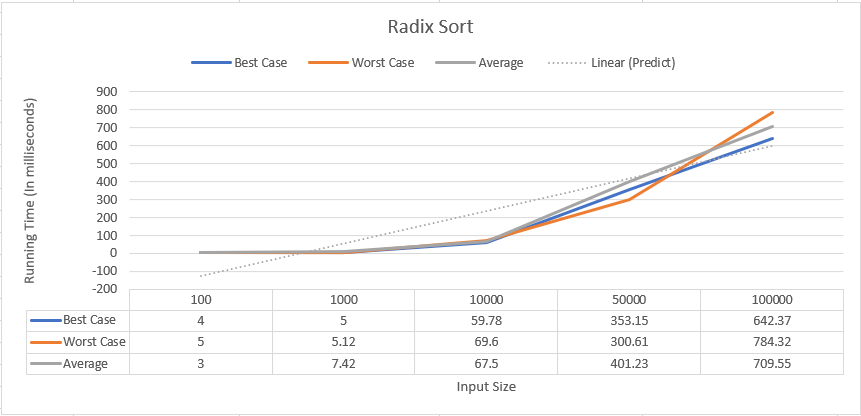 Radix Sort
Best Case Worst Case Average Linear (Predict)
Running Time (In milliseconds)
900
800
700
600
500
400
300
200
100
0
-100
-200
100 1000 10000 50000 100000
Best Case 4 5 59.78 353.15 642.37
Worst Case 5 5.12 69.6 300.61 784.32
Average 3 7.42 67.5 401.23 709.55
Input Size